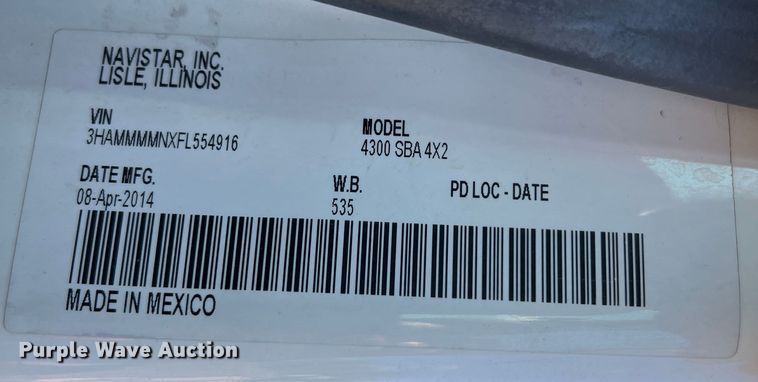 NAVISTAR, INC.
LISLE, ILLINOIS
VIN
3HAMMMMNXFL554916
MODEL
4300 SBA 4X2
DATE MFG.
08-Apr-2014
W.B.
535
PD LOC - DATE
MADE IN MEXICO
Purple Wave Auction